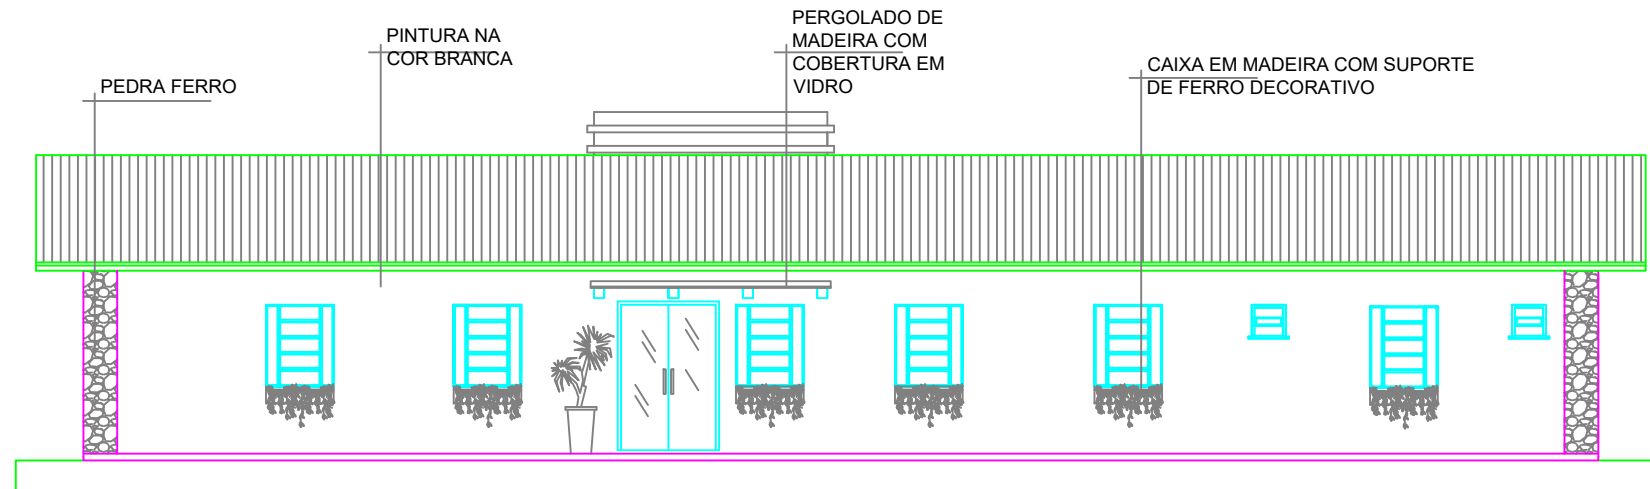 PEDRA FERRO
PINTURA NA
COR BRANCA
PERGOLADO DE
MADEIRA COM
COBERTURA EM
VIDRO
CAIXA EM MADEIRA COM SUPORTE
DE FERRO DECORATIVO